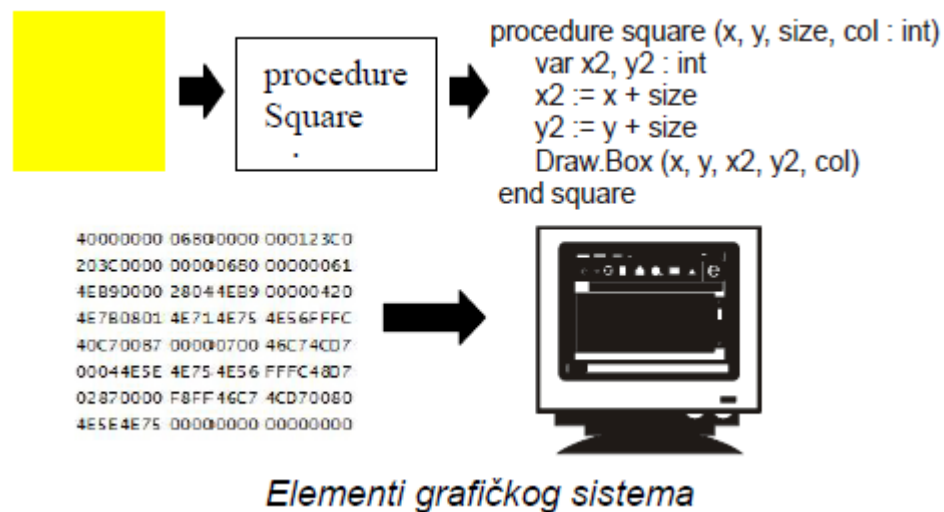 procedure
Square
.
procedure square (x, y, size, col : int)
var x2, y2 : int
x2 := x + size
y2 := y + size
Draw.Box (x, y, x2, y2, col)
end square
40000000 06800000 000123C0
203C0000 00000680 00000061
4EB90000 28044EB9 00000420
4E7B0801 4E714E75 4E56FFFC
40C70087 00000700 46C74CD7
00044E5E 4E754E56 FFFC48D7
02870000 F8FF46C7 4CD70080
4E5E4E75 00000000 00000000
e
Elementi grafičkog sistema